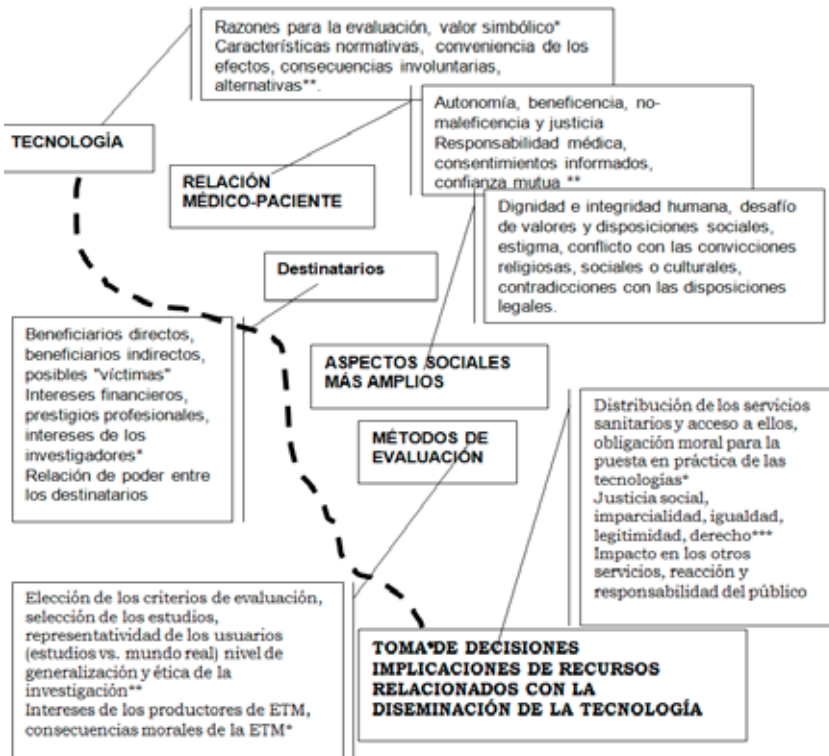 Razones para la evaluación, valor simbólico*
Características normativas, conveniencia de los
efectos, consecuencias involuntarias,
alternativas**.
TECNOLOGÍA
Autonomía, beneficencia, no-
maleficencia y justicia
Responsabilidad médica,
consentimientos informados,
confianza mutua **
RELACIÓN
MÉDICO-PACIENTE
Dignidad e integridad humana, desafío
de valores y disposiciones sociales,
estigma, conflicto con las convicciones
religiosas, sociales o culturales,
contradicciones con las disposiciones
legales.
Destinatarios
Beneficiarios directos,
beneficiarios indirectos,
posibles "víctimas"
Intereses financieros,
prestigios profesionales,
intereses de los
investigadores*
Relación de poder entre
los destinatarios
ASPECTOS SOCIALES
MÁS AMPLIOS
MÉTODOS DE
EVALUACIÓN
Distribución de los servicios
sanitarios y acceso a ellos,
obligación moral para la
puesta en práctica de las
tecnologías*
Justicia social,
imparcialidad, igualdad,
legitimidad, derecho***
Impacto en los otros
servicios, reacción y
responsabilidad del público
Elección de los criterios de evaluación,
selección de los estudios,
representatividad de los usuarios
(estudios vs. mundo real) nivel de
generalización y ética de la
investigación**
Intereses de los productores de ETM,
consecuencias morales de la ETM*
TOMA DE DECISIONES
IMPLICACIONES DE RECURSOS
RELACIONADOS CON LA
DISEMINACIÓN DE LA TECNOLOGÍA